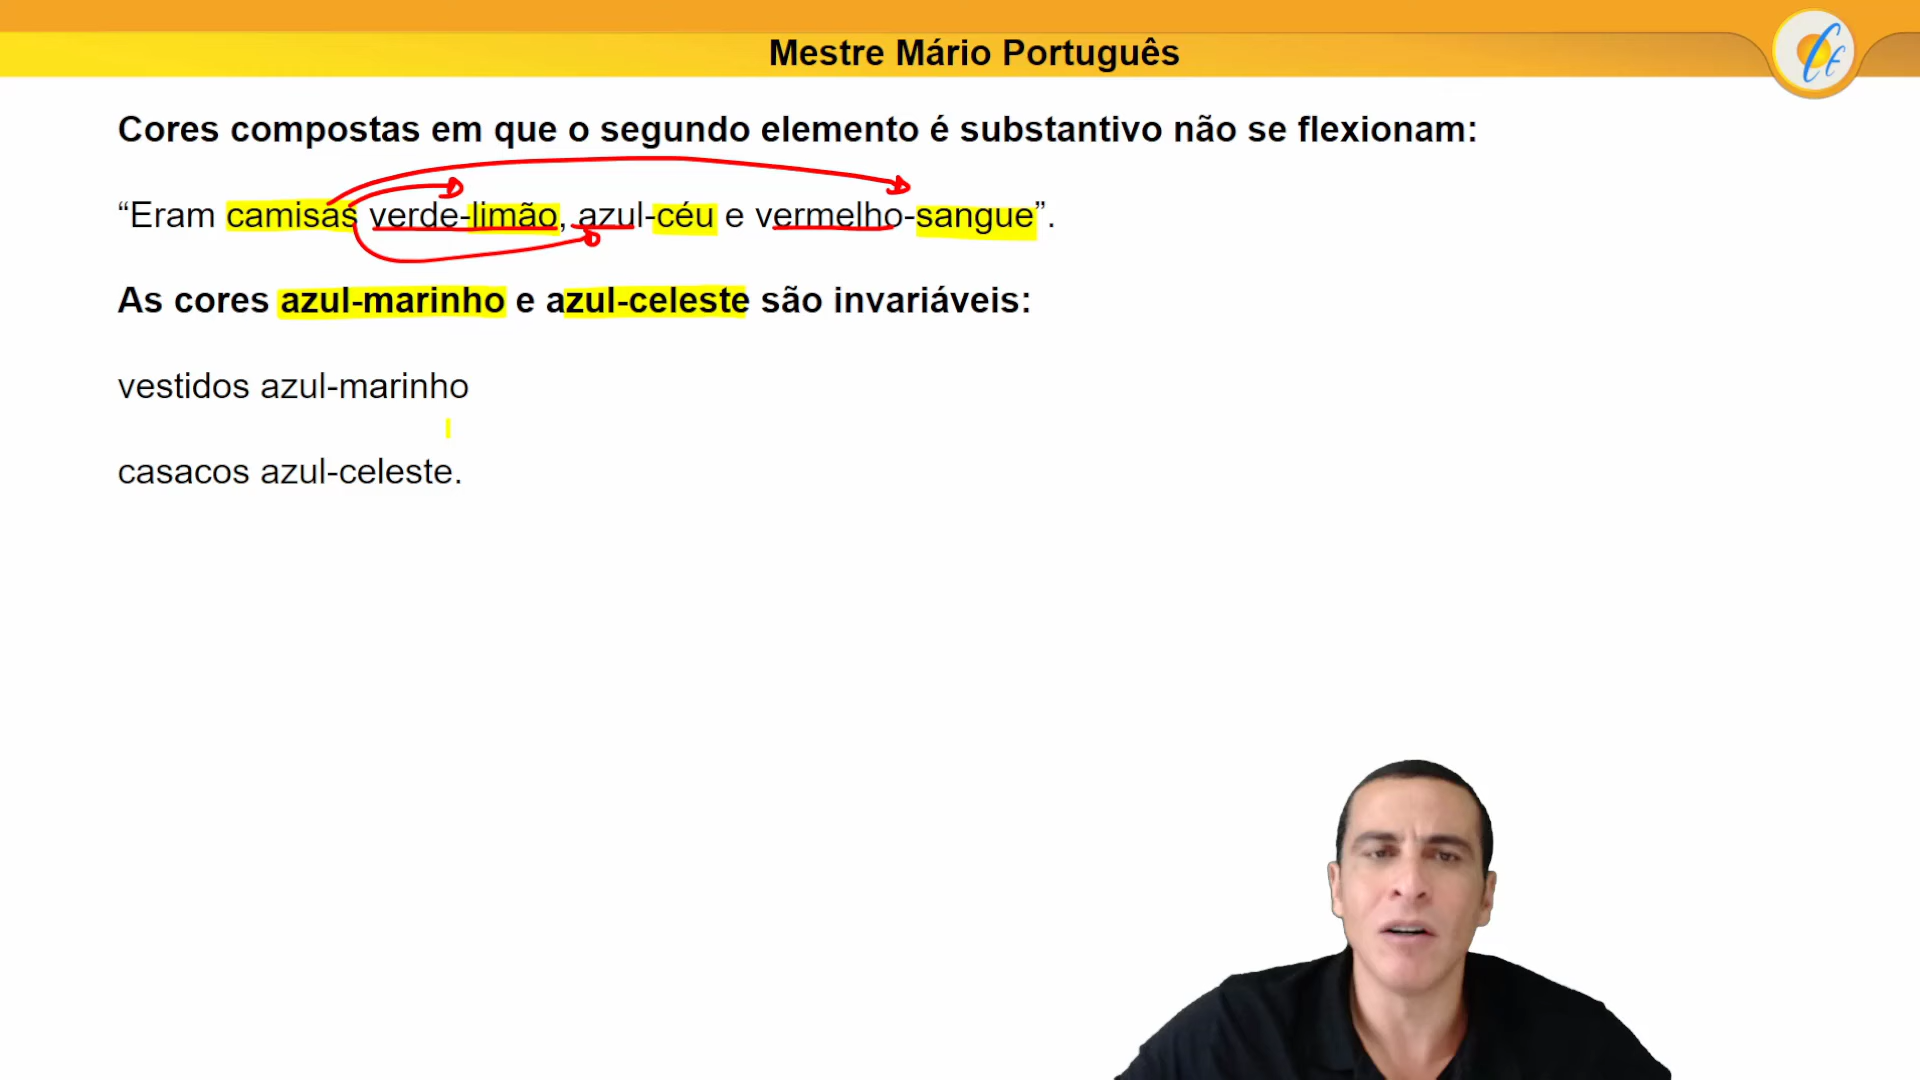 Mestre Mário Português
Cores compostas em que o segundo elemento é substantivo não se flexionam:
“Eram camisas verde-limão, azul-céu e vermelho-sangue”.
As cores azul-marinho e azul-celeste são invariáveis:
vestidos azul-marinho
casacos azul-celeste.